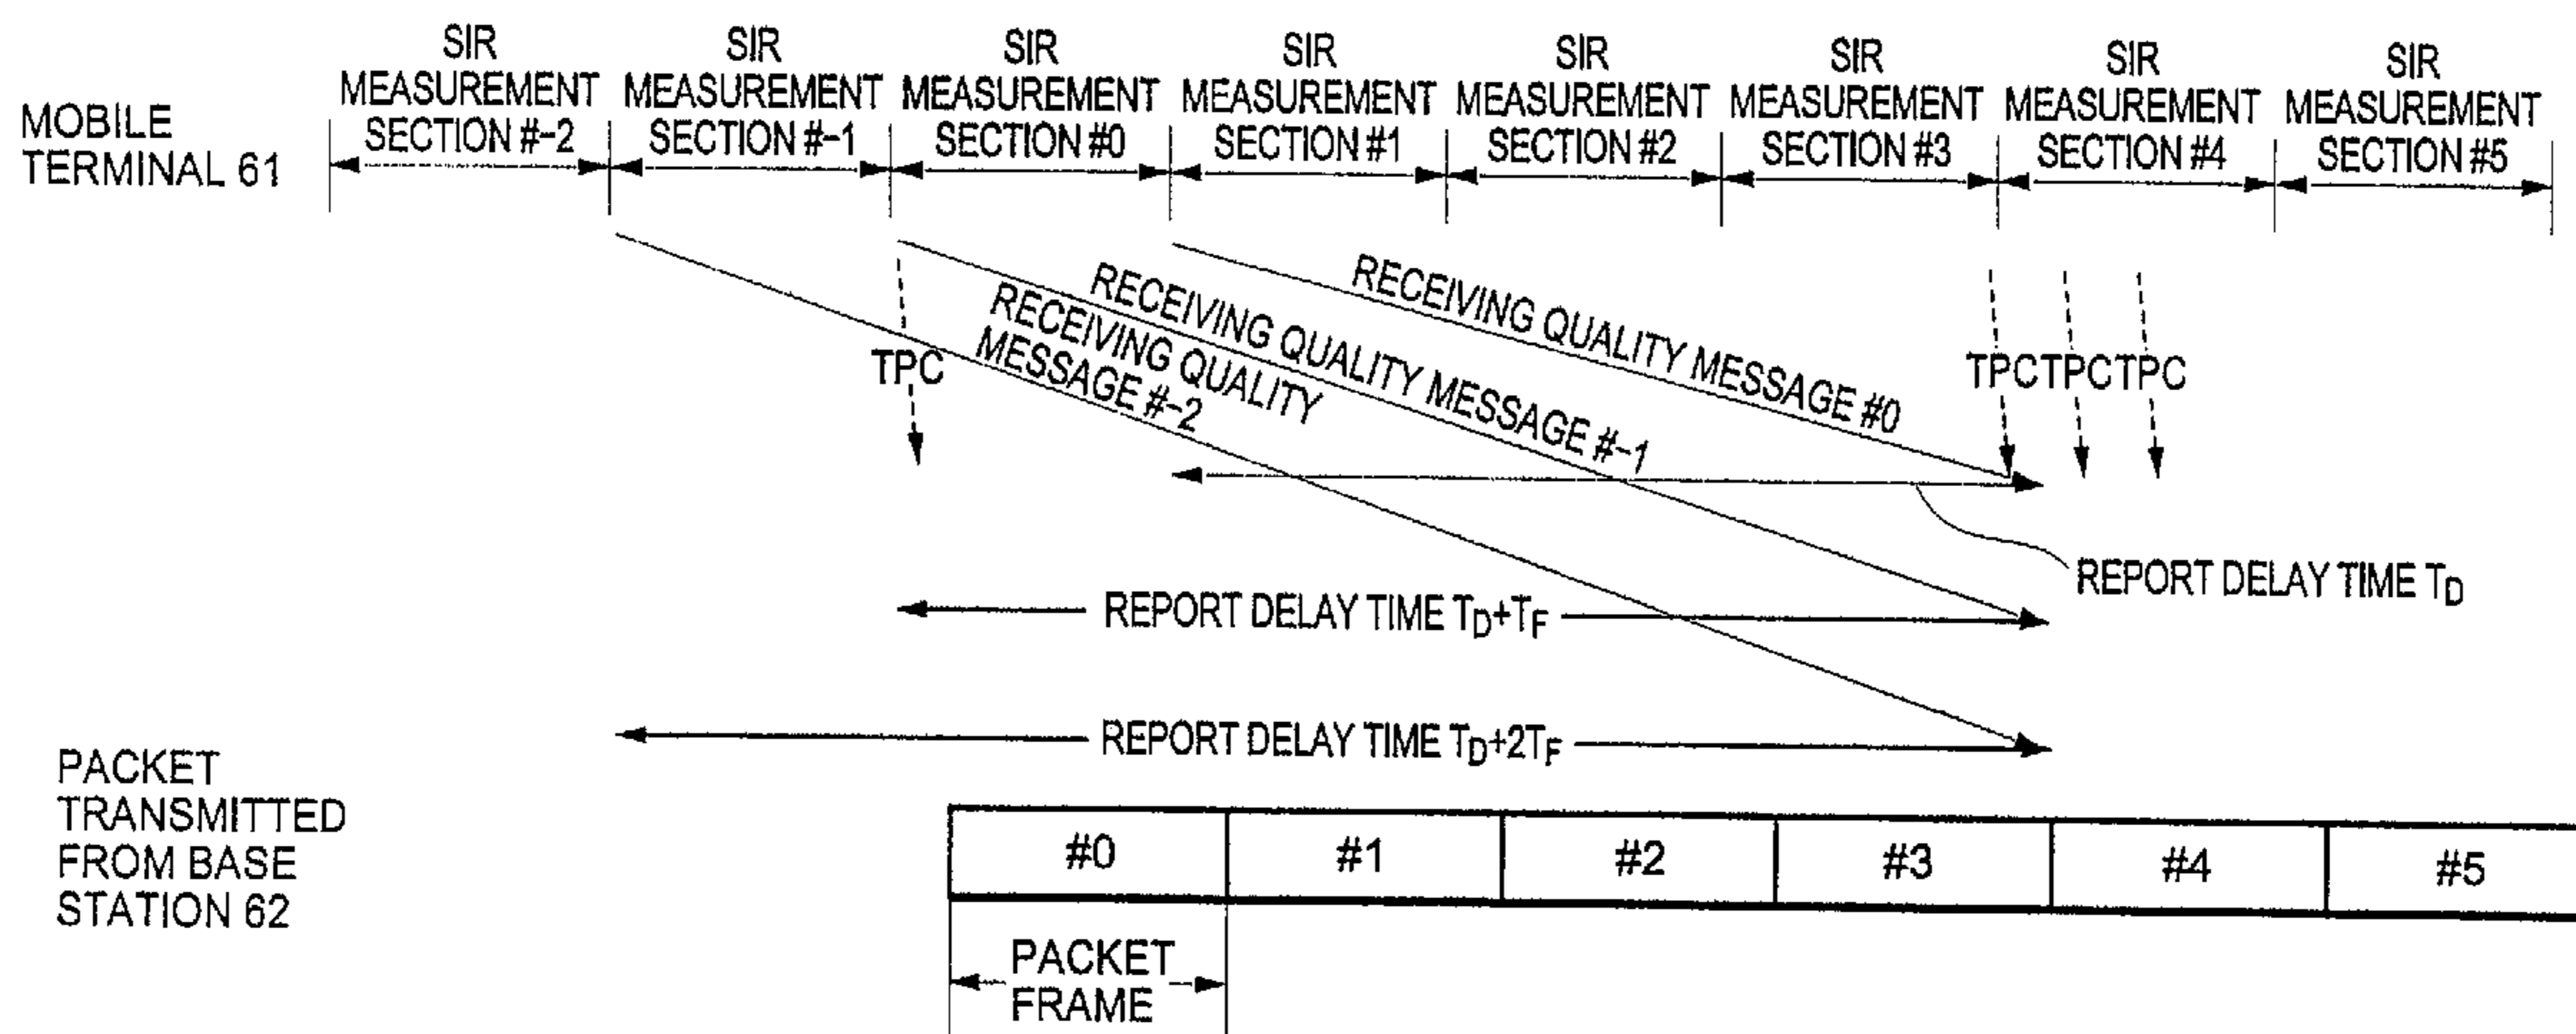 MOBILE
TERMINAL 61
SIR
MEASUREMENT
SECTION #-2
SIR
MEASUREMENT
SECTION #-1
SIR
MEASUREMENT
SECTION #0
SIR
MEASUREMENT
SECTION #1
SIR
MEASUREMENT
SECTION #2
SIR
MEASUREMENT
SECTION #3
SIR
MEASUREMENT
SECTION #4
SIR
MEASUREMENT
SECTION #5
RECEIVING QUALITY MESSAGE #0
RECEIVING QUALITY MESSAGE #-1
RECEIVING QUALITY
MESSAGE #-2
TPC
TPC TPC TPC
REPORT DELAY TIME TD
REPORT DELAY TIME TD+TF
REPORT DELAY TIME TD+2TF
PACKET
TRANSMITTED
FROM BASE
STATION 62
#0 #1 #2 #3 #4 #5
PACKET
FRAME